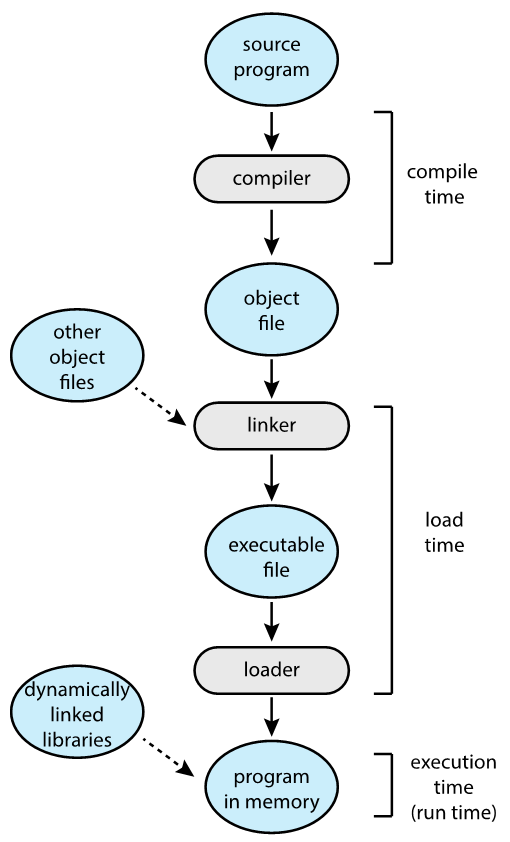 source
program
compiler
compile
time
object
file
other
object
files
linker
load
time
executable
file
loader
dynamically
linked
libraries
program
in memory
execution
time
(run time)